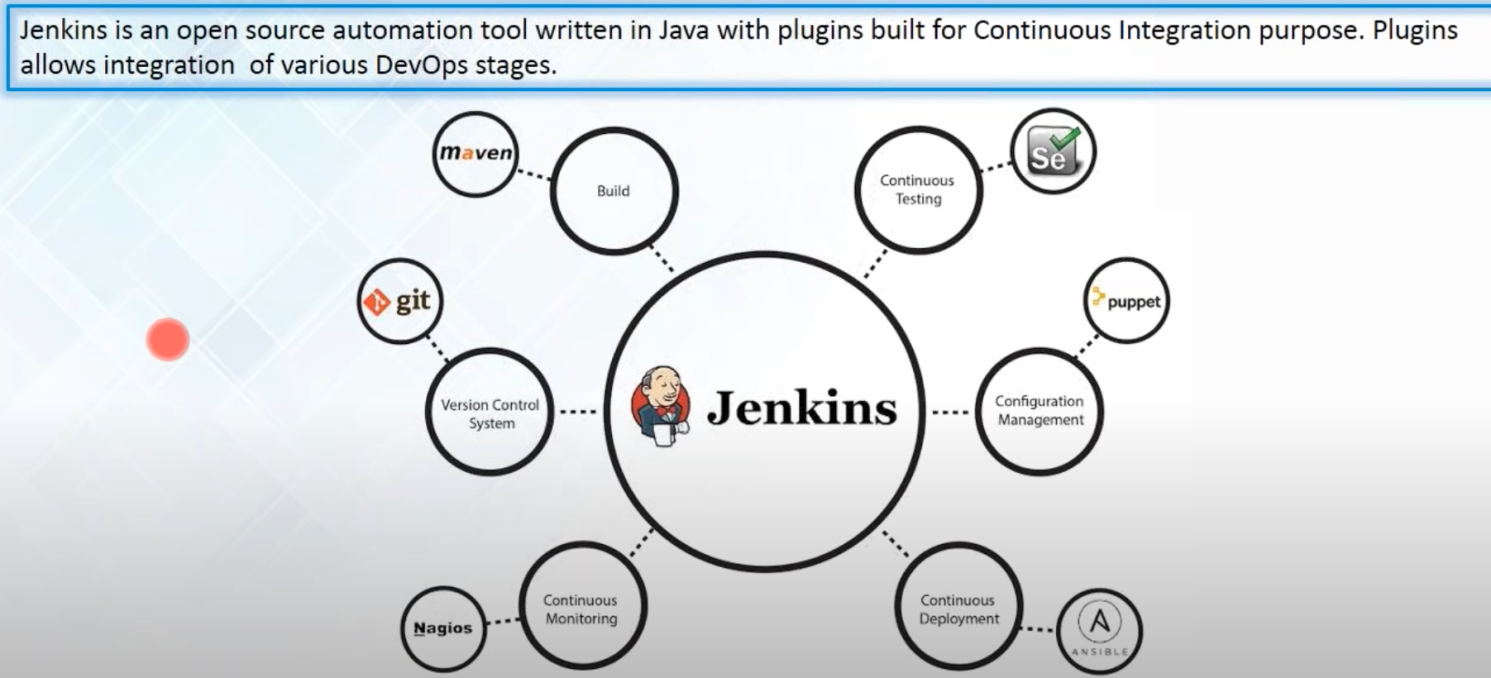 Jenkins is an open source automation tool written in Java with plugins built for Continuous Integration purpose. Plugins
allows integration of various DevOps stages.
maven
Build
Continuous
Testing
Se
git
puppet
Version Control
System
Jenkins
Configuration
Management
Continuous
Monitoring
Nagios
Continuous
Deployment
A
ANSIBLE